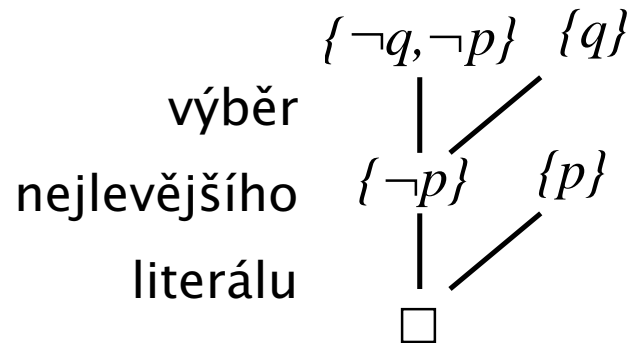 {¬q,¬p} {q}
výběr
nejlevějšího {¬p} {p}
literálu
□